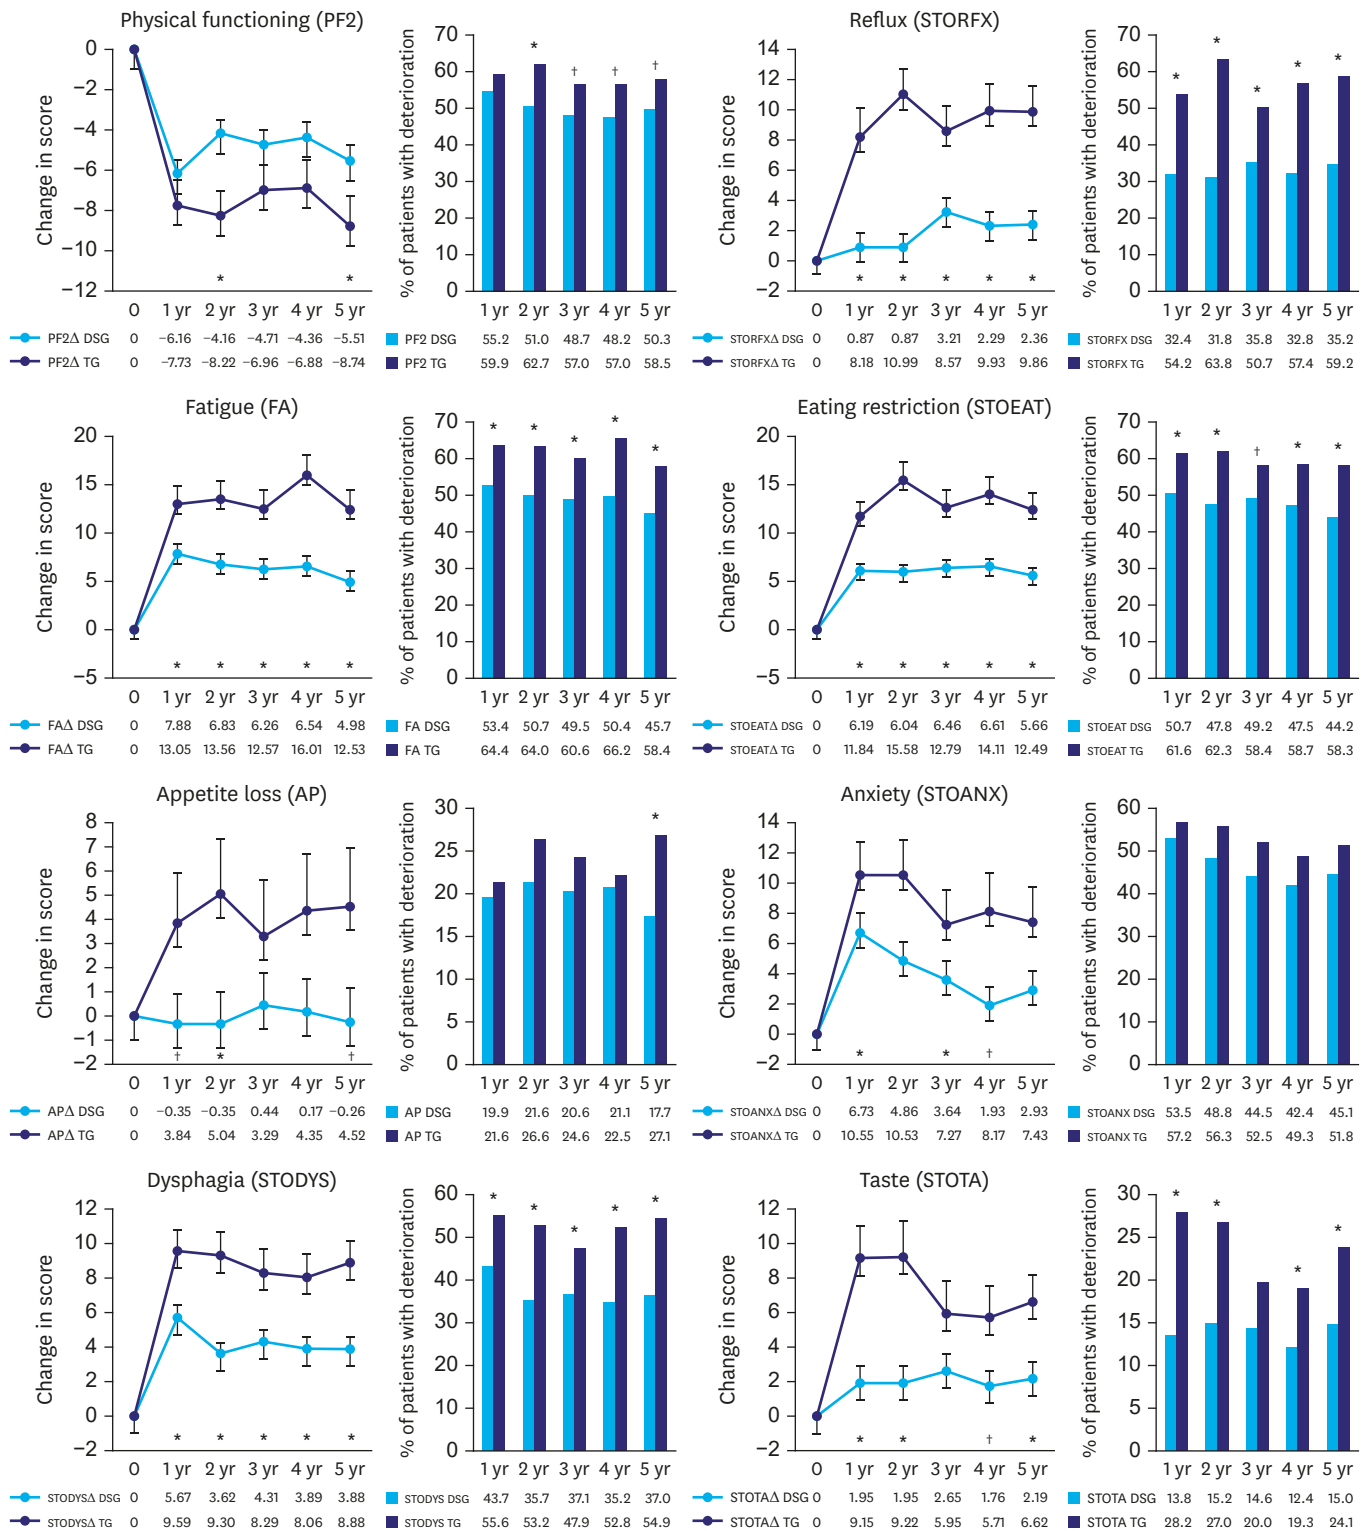 Physical functioning (PF2)
Change in score
0
−2
−4
−6
−8
−10
−12
* *
0 1 yr 2 yr 3 yr 4 yr 5 yr
PF2Δ DSG 0 −6.16 −4.16 −4.71 −4.36 −5.51
PF2Δ TG 0 −7.73 −8.22 −6.96 −6.88 −8.74
% of patients with deterioration
70
60
50
40
30
20
10
0
* † † †
1 yr 2 yr 3 yr 4 yr 5 yr
PF2 DSG 55.2 51.0 48.7 48.2 50.3
PF2 TG 59.9 62.7 57.0 57.0 58.5
Reflux (STORFX)
Change in score
14
12
10
8
6
4
2
0
−2
* * * * *
0 1 yr 2 yr 3 yr 4 yr 5 yr
STORFXΔ DSG 0 0.87 0.87 3.21 2.29 2.36
STORFXΔ TG 0 8.18 10.99 8.57 9.93 9.86
% of patients with deterioration
70
60
50
40
30
20
10
0
* * * * *
1 yr 2 yr 3 yr 4 yr 5 yr
STORFX DSG 32.4 31.8 35.8 32.8 35.2
STORFX TG 54.2 63.8 50.7 57.4 59.2
Fatigue (FA)
Change in score
20
15
10
5
0
−5
* * * * *
0 1 yr 2 yr 3 yr 4 yr 5 yr
FAΔ DSG 0 7.88 6.83 6.26 6.54 4.98
FAΔ TG 0 13.05 13.56 12.57 16.01 12.53
% of patients with deterioration
70
60
50
40
30
20
10
0
* * * * *
1 yr 2 yr 3 yr 4 yr 5 yr
FA DSG 53.4 50.7 49.5 50.4 45.7
FA TG 64.4 64.0 60.6 66.2 58.4
Eating restriction (STOEAT)
Change in score
20
15
10
5
0
−5
* * * * *
0 1 yr 2 yr 3 yr 4 yr 5 yr
STOEATΔ DSG 0 6.19 6.04 6.46 6.61 5.66
STOEATΔ TG 0 11.84 15.58 12.79 14.11 12.49
% of patients with deterioration
70
60
50
40
30
20
10
0
* * † * *
1 yr 2 yr 3 yr 4 yr 5 yr
STOEAT DSG 50.7 47.8 49.2 47.5 44.2
STOEAT TG 61.6 62.3 58.4 58.7 58.3
Appetite loss (AP)
Change in score
8
7
6
5
4
3
2
1
0
−1
−2
† * †
0 1 yr 2 yr 3 yr 4 yr 5 yr
APΔ DSG 0 −0.35 −0.35 0.44 0.17 −0.26
APΔ TG 0 3.84 5.04 3.29 4.35 4.52
% of patients with deterioration
30
25
20
15
10
5
0
*
1 yr 2 yr 3 yr 4 yr 5 yr
AP DSG 19.9 21.6 20.6 21.1 17.7
AP TG 21.6 26.6 24.6 22.5 27.1
Anxiety (STOANX)
Change in score
14
12
10
8
6
4
2
0
−2
* * †
0 1 yr 2 yr 3 yr 4 yr 5 yr
STOANXΔ DSG 0 6.73 4.86 3.64 1.93 2.93
STOANXΔ TG 0 10.55 10.53 7.27 8.17 7.43
% of patients with deterioration
60
50
40
30
20
10
0
1 yr 2 yr 3 yr 4 yr 5 yr
STOANX DSG 53.5 48.8 44.5 42.4 45.1
STOANX TG 57.2 56.3 52.5 49.3 51.8
Dysphagia (STODYS)
Change in score
12
10
8
6
4
2
0
−2
* * * * *
0 1 yr 2 yr 3 yr 4 yr 5 yr
STODYSΔ DSG 0 5.67 3.62 4.31 3.89 3.88
STODYSΔ TG 0 9.59 9.30 8.29 8.06 8.88
% of patients with deterioration
60
50
40
30
20
10
0
* * * * *
1 yr 2 yr 3 yr 4 yr 5 yr
STODYS DSG 43.7 35.7 37.1 35.2 37.0
STODYS TG 55.6 53.2 47.9 52.8 54.9
Taste (STOTA)
Change in score
12
10
8
6
4
2
0
−2
* * † *
0 1 yr 2 yr 3 yr 4 yr 5 yr
STOTAΔ DSG 0 1.95 1.95 2.65 1.76 2.19
STOTAΔ TG 0 9.15 9.22 5.95 5.71 6.62
% of patients with deterioration
30
25
20
15
10
5
0
* * * *
1 yr 2 yr 3 yr 4 yr 5 yr
STOTA DSG 13.8 15.2 14.6 12.4 15.0
STOTA TG 28.2 27.0 20.0 19.3 24.1